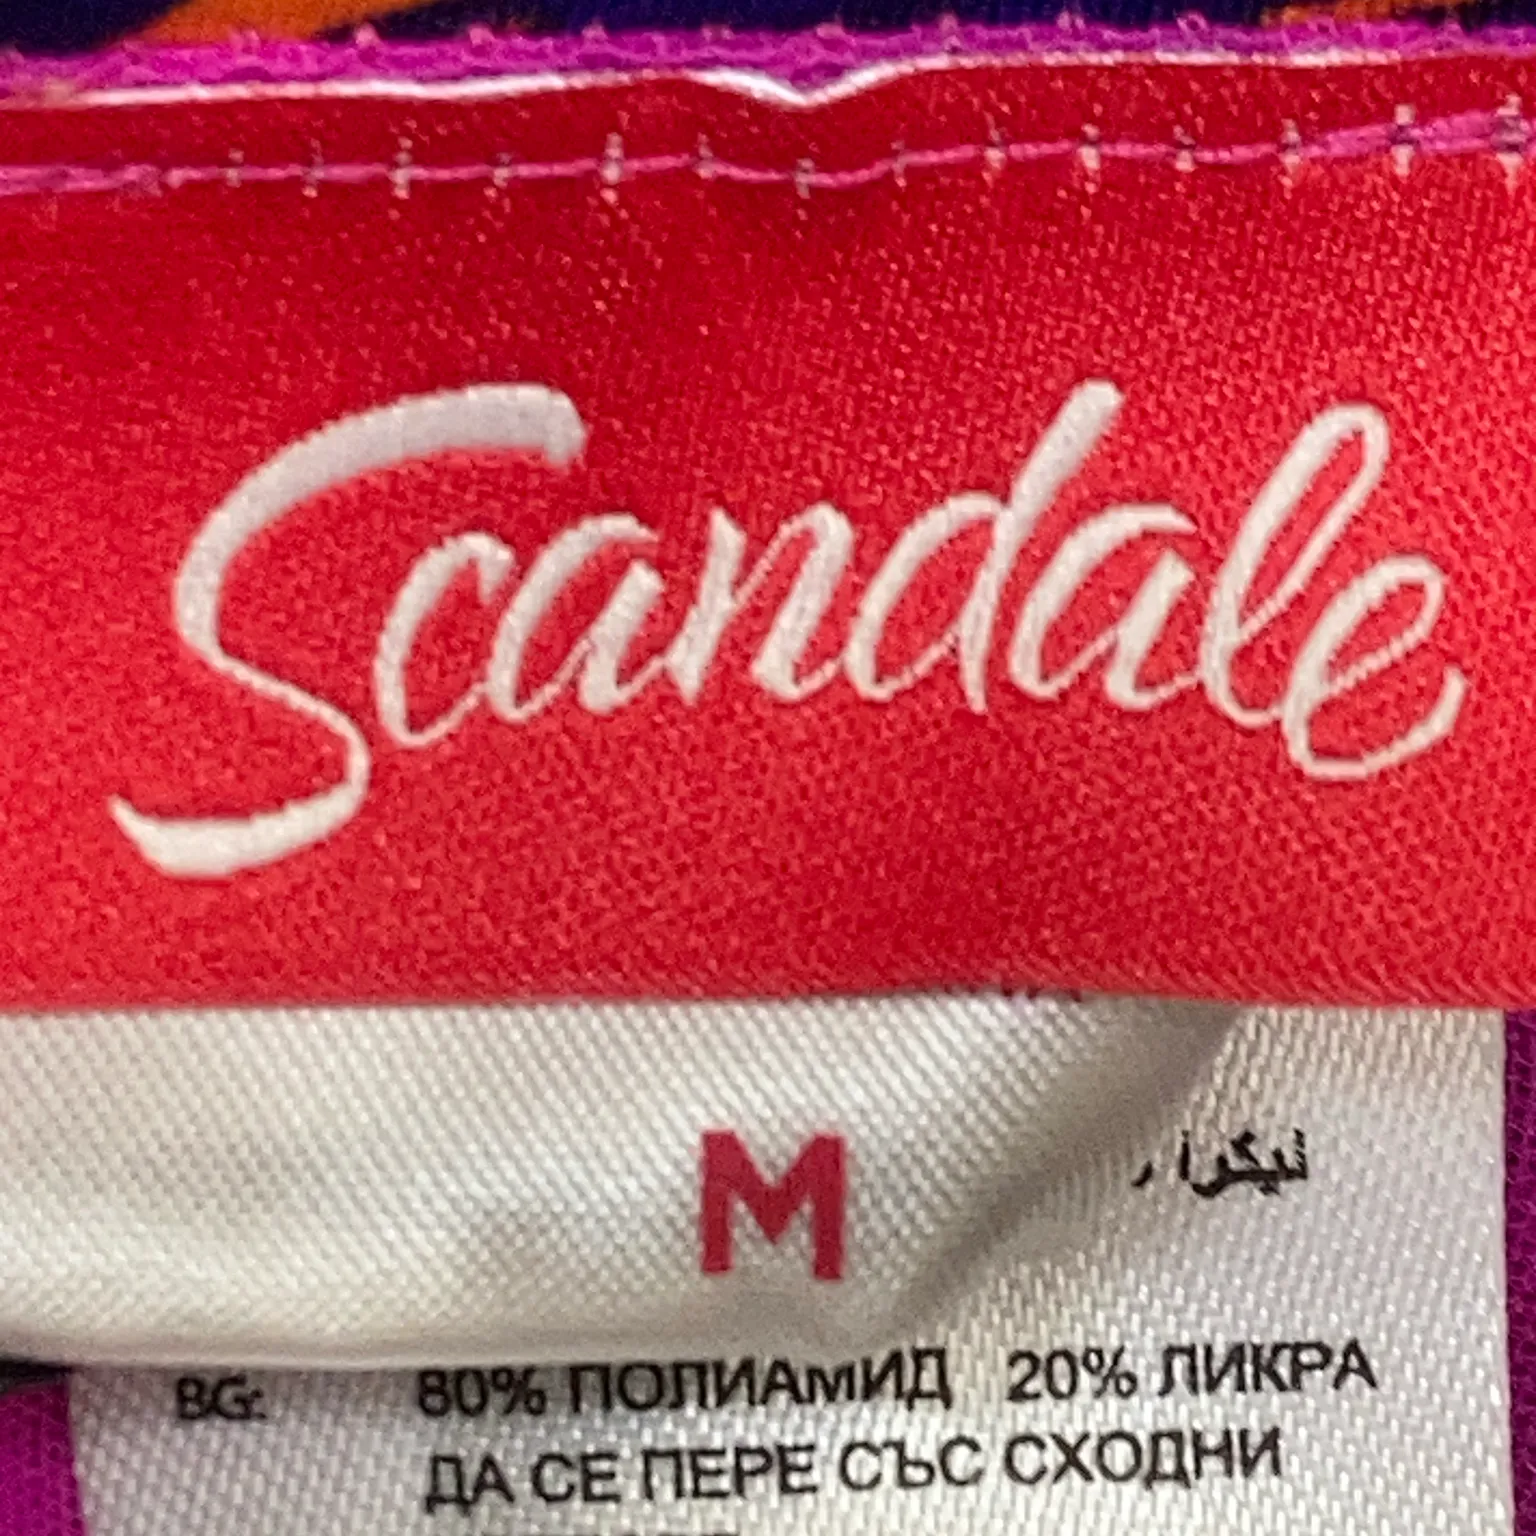 Scandale
M
BG: 80% ПОЛИАМИД 20% ЛИКРА
ДА СЕ ПЕРЕ СЪС СХОДНИ